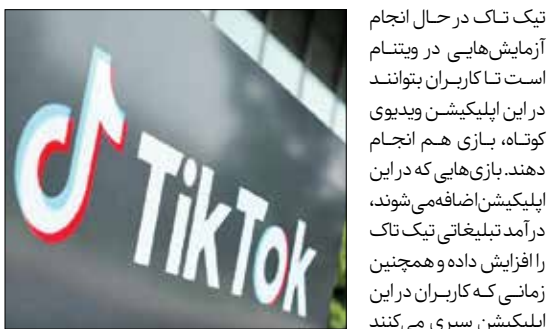 تیک تاک در حال انجام
آزمایش‌هایی در ویتنام
است تا کاربران بتوانند
در این اپلیکیشن ویدیوی
کوتاه، بازی هم انجام
دهند. بازی‌هایی که در این
اپلیکیشن اضافه می‌شوند،
درآمد تبلیغاتی تیک تاک
را افزایش داده و همچنین
زمانی که کاربران در این
اپلیکیشن سپری می‌کنند
TikTok